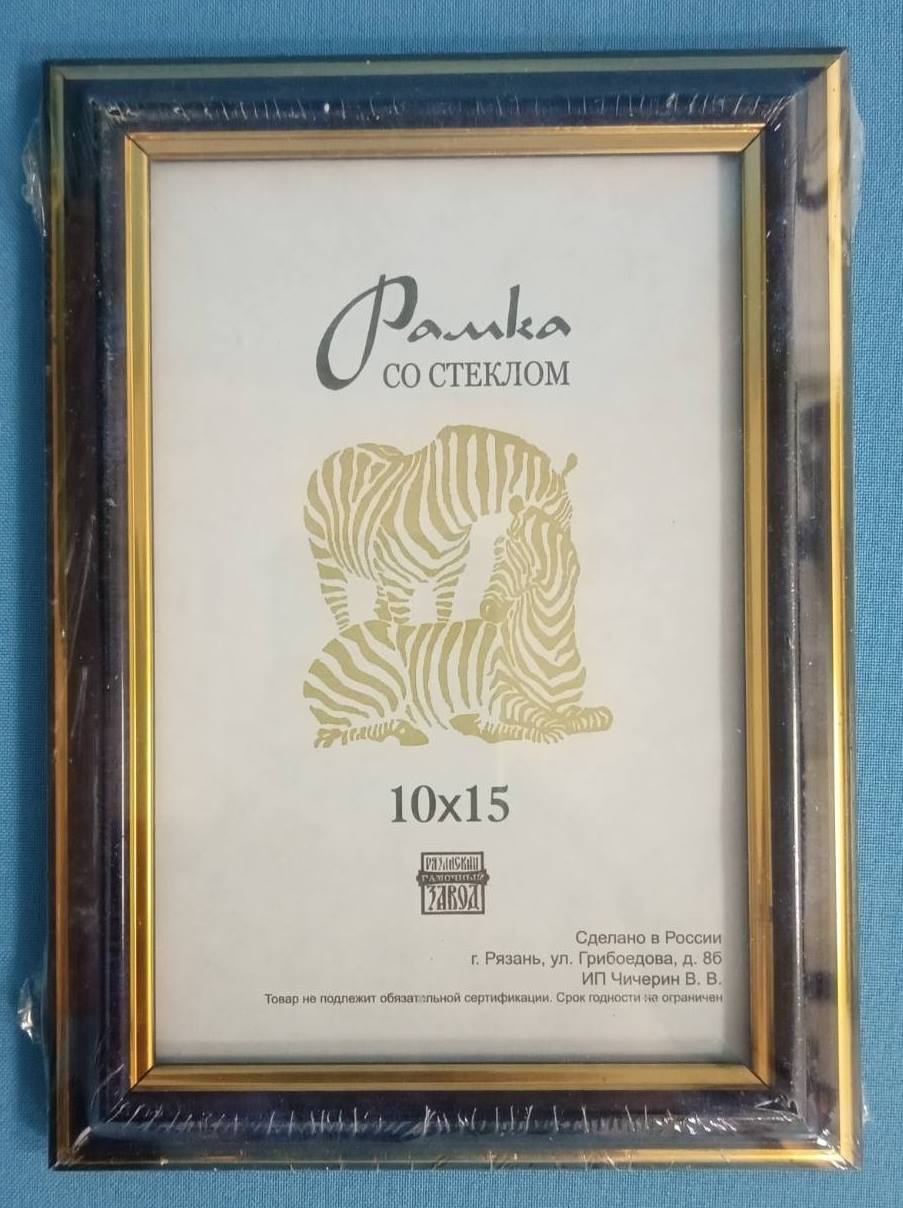 Рамка
СО СТЕКЛОМ
10x15
РЯЗАНСКИЙ
РАМОЧНЫЙ
ЗАВОД
Сделано в России
г. Рязань, ул. Грибоедова, д. 8б
ИП Чичерин В. В.
Товар не подлежит обязательной сертификации. Срок годности не ограничен